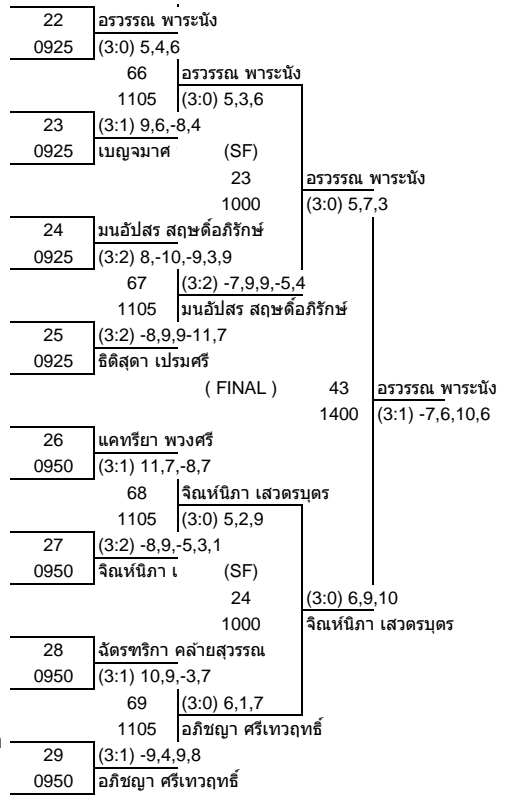 22 อรวรรณ พาระนัง
0925 (3:0) 5,4,6
66 อรวรรณ พาระนัง
1105 (3:0) 5,3,6
23 (3:1) 9,6,-8,4
0925 เบญจมาศ (SF)
23 อรวรรณ พาระนัง
1000 (3:0) 5,7,3
24 มนอัปสร สฤษดิ์อภิรักษ์
0925 (3:2) 8,-10,-9,3,9
67 (3:2) -7,9,9,-5,4
1105 มนอัปสร สฤษดิ์อภิรักษ์
25 (3:2) -8,9,9-11,7
0925 ธิติสุดา เปรมศรี
( FINAL ) 43 อรวรรณ พาระนัง
1400 (3:1) -7,6,10,6
26 แคทรียา พวงศรี
0950 (3:1) 11,7,-8,7
68 จิณห์นิภา เสวตรบุตร
1105 (3:0) 5,2,9
27 (3:2) -8,9,-5,3,1
0950 จิณห์นิภา เ (SF)
24 (3:0) 6,9,10
1000 จิณห์นิภา เสวตรบุตร
28 ฉัตรฑริกา คล้ายสุวรรณ
0950 (3:1) 10,9,-3,7
69 (3:0) 6,1,7
1105 อภิชญา ศรีเทวฤทธิ์
29 (3:1) -9,4,9,8
0950 อภิชญา ศรีเทวฤทธิ์